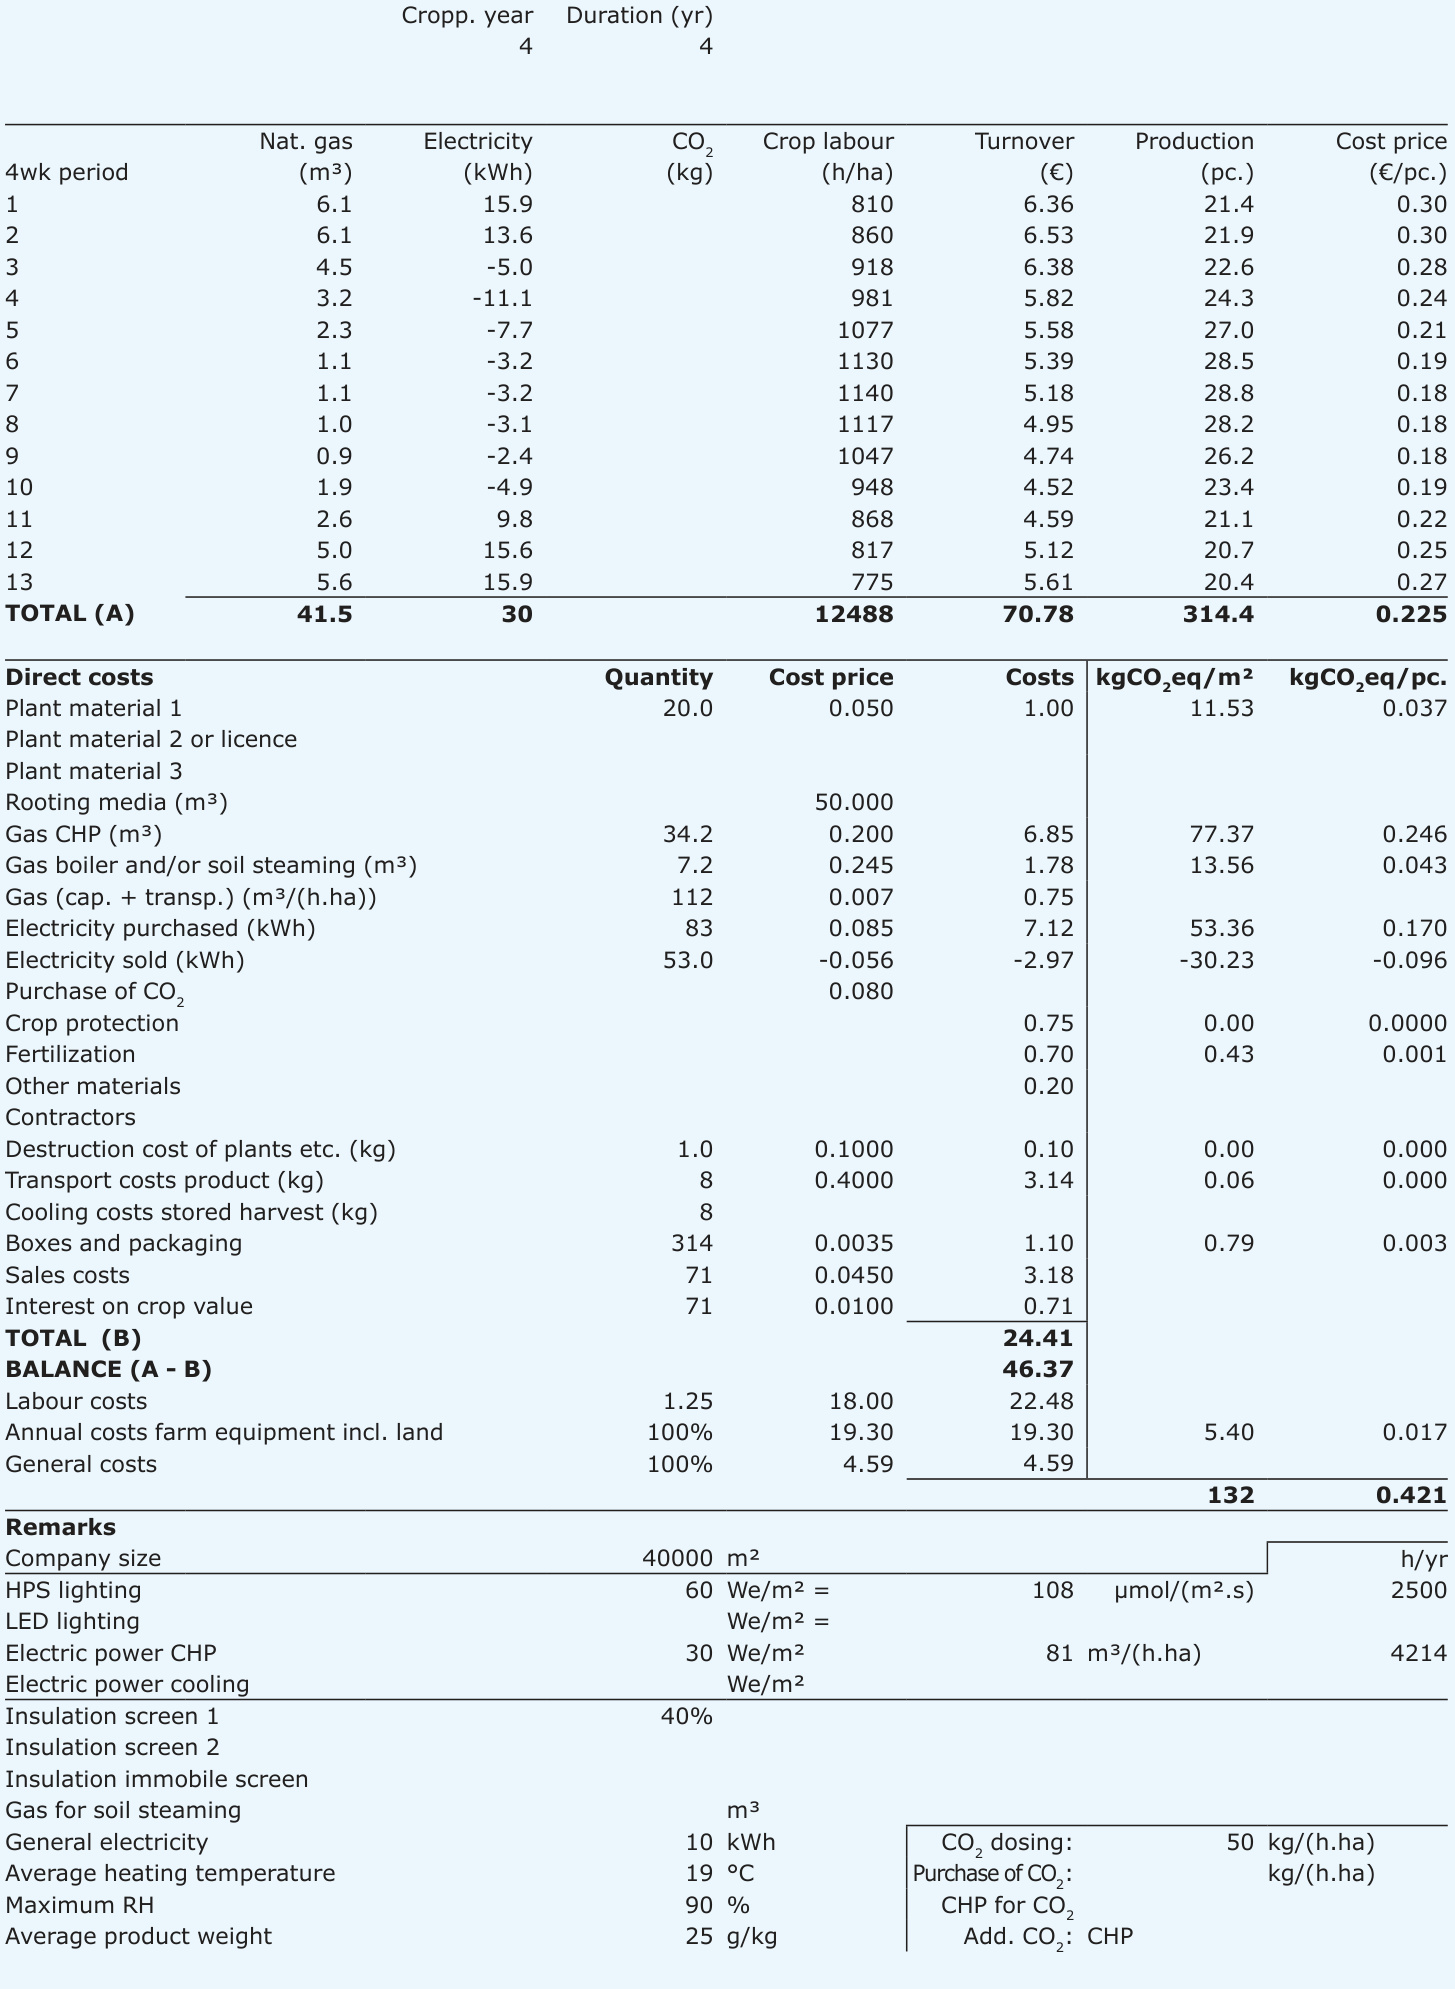 Cropp. year Duration (yr)
4 4
Nat. gas Electricity CO₂ Crop labour Turnover Production Cost price
4wk period (m³) (kWh) (kg) (h/ha) (€) (pc.) (€/pc.)
1 6.1 15.9 810 6.36 21.4 0.30
2 6.1 13.6 860 6.53 21.9 0.30
3 4.5 -5.0 918 6.38 22.6 0.28
4 3.2 -11.1 981 5.82 24.3 0.24
5 2.3 -7.7 1077 5.58 27.0 0.21
6 1.1 -3.2 1130 5.39 28.5 0.19
7 1.1 -3.2 1140 5.18 28.8 0.18
8 1.0 -3.1 1117 4.95 28.2 0.18
9 0.9 -2.4 1047 4.74 26.2 0.18
10 1.9 -4.9 948 4.52 23.4 0.19
11 2.6 9.8 868 4.59 21.1 0.22
12 5.0 15.6 817 5.12 20.7 0.25
13 5.6 15.9 775 5.61 20.4 0.27
TOTAL (A) 41.5 30 12488 70.78 314.4 0.225
Direct costs Quantity Cost price Costs kgCO₂eq/m² kgCO₂eq/pc.
Plant material 1 20.0 0.050 1.00 11.53 0.037
Plant material 2 or licence
Plant material 3
Rooting media (m³) 50.000
Gas CHP (m³) 34.2 0.200 6.85 77.37 0.246
Gas boiler and/or soil steaming (m³) 7.2 0.245 1.78 13.56 0.043
Gas (cap. + transp.) (m³/(h.ha)) 112 0.007 0.75
Electricity purchased (kWh) 83 0.085 7.12 53.36 0.170
Electricity sold (kWh) 53.0 -0.056 -2.97 -30.23 -0.096
Purchase of CO₂ 0.080
Crop protection 0.75 0.00 0.0000
Fertilization 0.70 0.43 0.001
Other materials 0.20
Contractors
Destruction cost of plants etc. (kg) 1.0 0.1000 0.10 0.00 0.000
Transport costs product (kg) 8 0.4000 3.14 0.06 0.000
Cooling costs stored harvest (kg) 8
Boxes and packaging 314 0.0035 1.10 0.79 0.003
Sales costs 71 0.0450 3.18
Interest on crop value 71 0.0100 0.71
TOTAL (B) 24.41
BALANCE (A - B) 46.37
Labour costs 1.25 18.00 22.48
Annual costs farm equipment incl. land 100% 19.30 19.30 5.40 0.017
General costs 100% 4.59 4.59
132 0.421
Remarks
Company size 40000 m² h/yr
HPS lighting 60 We/m² = 108 µmol/(m².s) 2500
LED lighting We/m² =
Electric power CHP 30 We/m² 81 m³/(h.ha) 4214
Electric power cooling We/m²
Insulation screen 1 40%
Insulation screen 2
Insulation immobile screen
Gas for soil steaming m³
General electricity 10 kWh CO₂ dosing: 50 kg/(h.ha)
Average heating temperature 19 °C Purchase of CO₂: kg/(h.ha)
Maximum RH 90 % CHP for CO₂
Average product weight 25 g/kg Add. CO₂: CHP